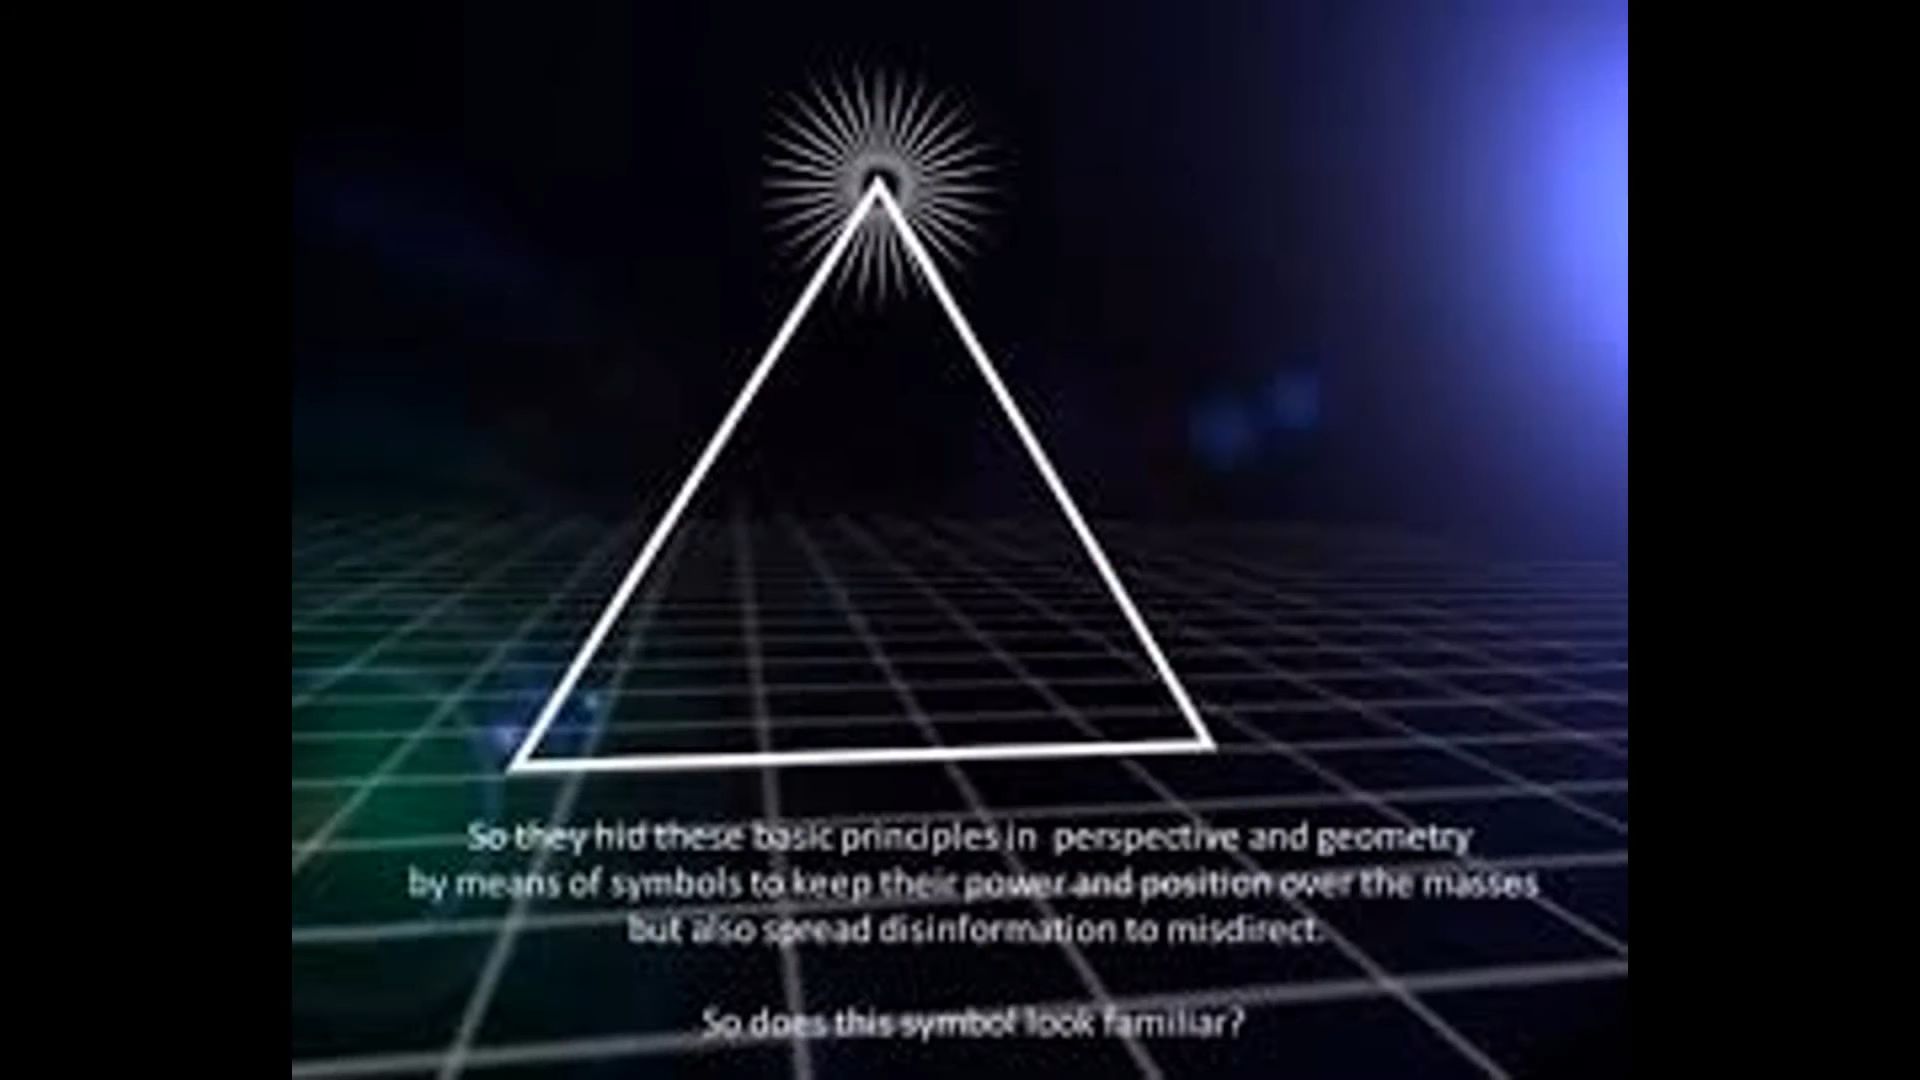 So they hid these basic principles in perspective and geometry
by means of symbols to keep their power and position over the masses
but also spread disinformation to misdirect.
So does this symbol look familiar?